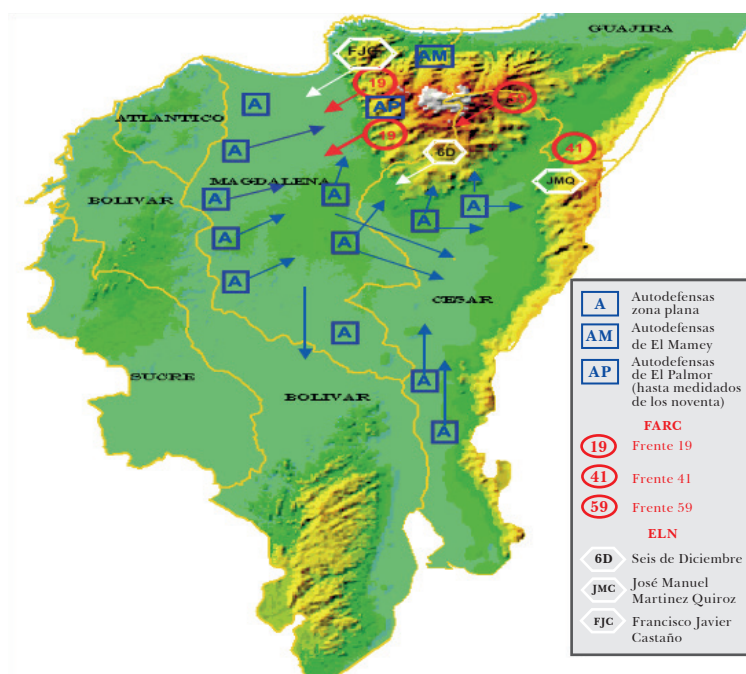 GUAJIRA
FJC
AM
19
A
AP
59
ATLANTICO
19
A
6D
41
MAGDALENA
JMQ
BOLIVAR
A
A
A
A
A
A
A
CESAR
A
SUCRE
A
BOLIVAR
A
A Autodefensas
zona plana
AM Autodefensas
de El Mamey
AP Autodefensas
de El Palmor
(hasta medidados
de los noventa)
FARC
19 Frente 19
41 Frente 41
59 Frente 59
ELN
6D Seis de Diciembre
JMC José Manuel
Martinez Quiroz
FJC Francisco Javier
Castaño